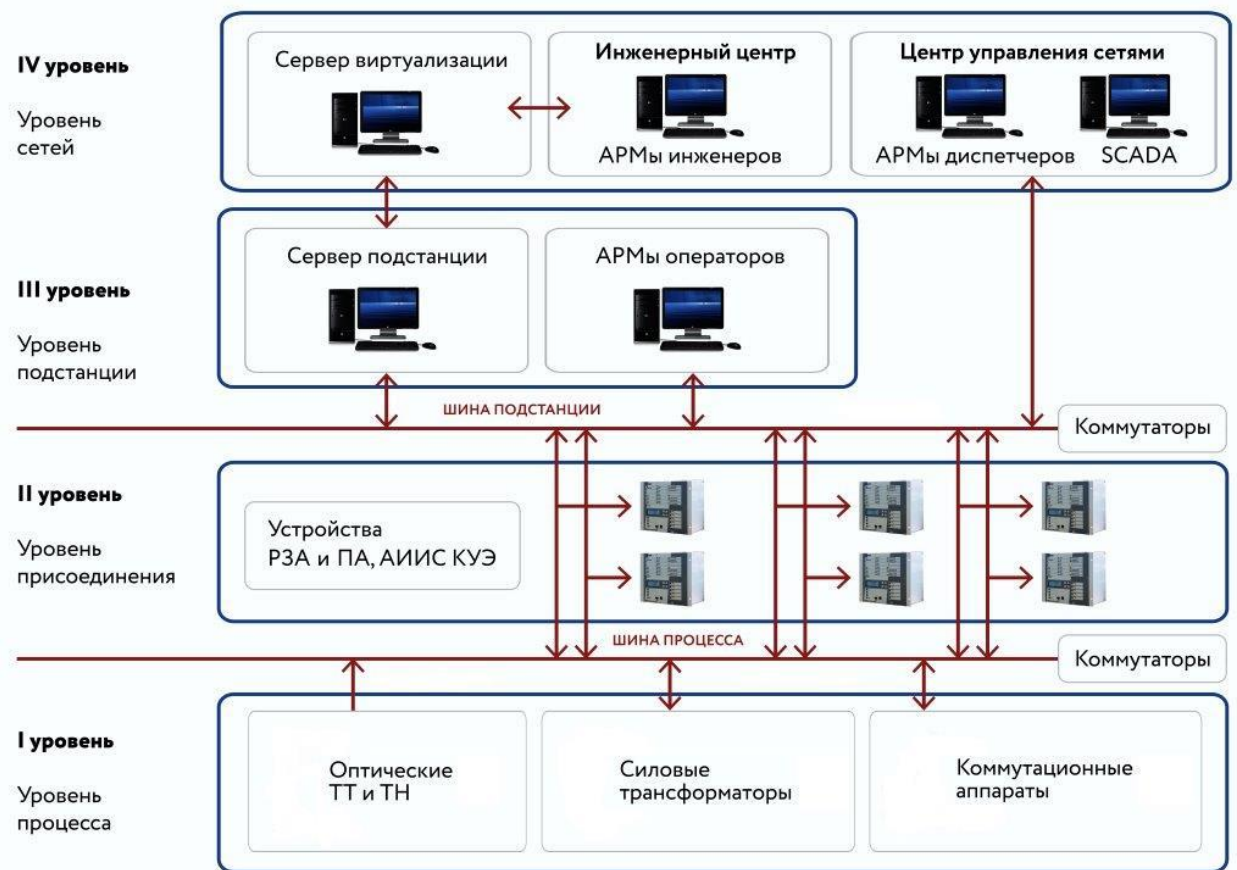 IV уровень
Уровень
сетей
Сервер виртуализации
Инженерный центр
АРМы инженеров
Центр управления сетями
АРМы диспетчеров
SCADA
III уровень
Уровень
подстанции
Сервер подстанции
АРМы операторов
ШИНА ПОДСТАНЦИИ
Коммутаторы
II уровень
Уровень
присоединения
Устройства
РЗА и ПА, АИИС КУЭ
ШИНА ПРОЦЕССА
Коммутаторы
I уровень
Уровень
процесса
Оптические
ТТ и ТН
Силовые
трансформаторы
Коммутационные
аппараты